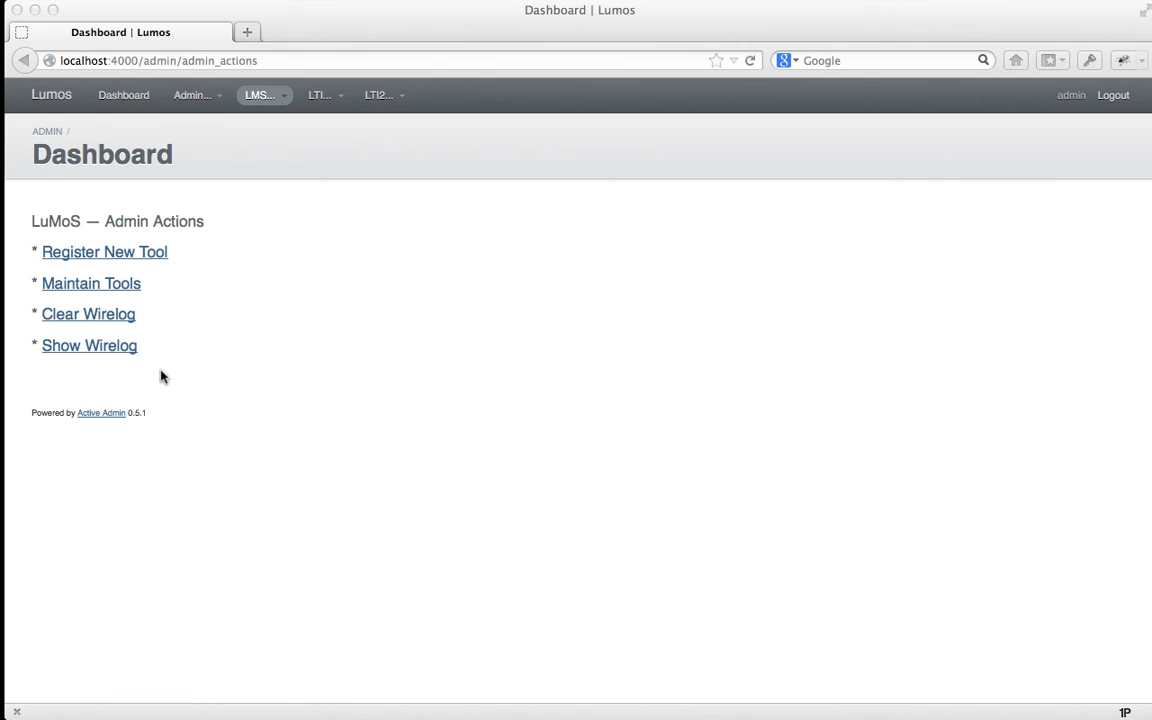 Dashboard | Lumos
Dashboard | Lumos
localhost:4000/admin/admin_actions
Google
Lumos Dashboard Admin... LMS... LTI... LTI2... admin Logout
ADMIN /
Dashboard
LuMoS — Admin Actions
* Register New Tool
* Maintain Tools
* Clear Wirelog
* Show Wirelog
Powered by Active Admin 0.5.1
1P